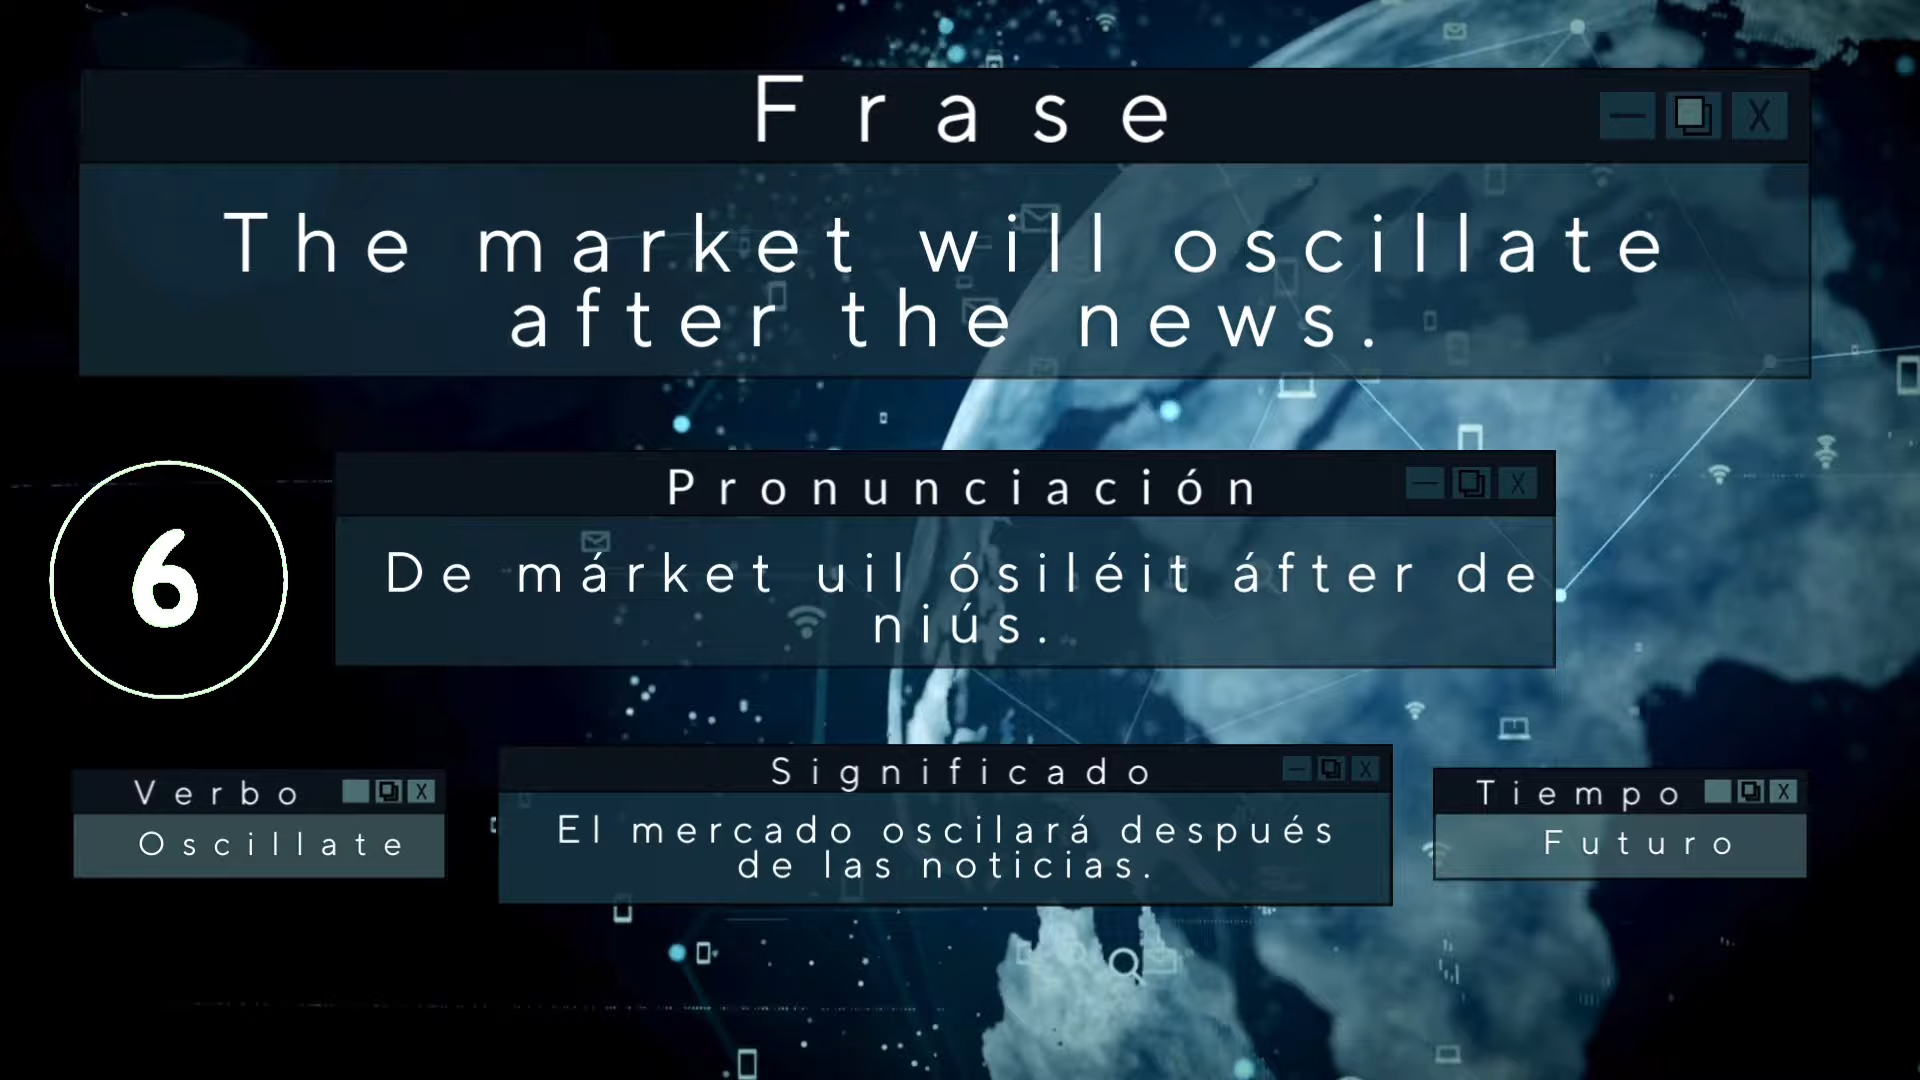 Frase
The market will oscillate
after the news.
Pronunciación
De márket uil ósiléit áfter de
niús.
6
Verbo
Oscillate
Significado
El mercado oscilará después
de las noticias.
Tiempo
Futuro